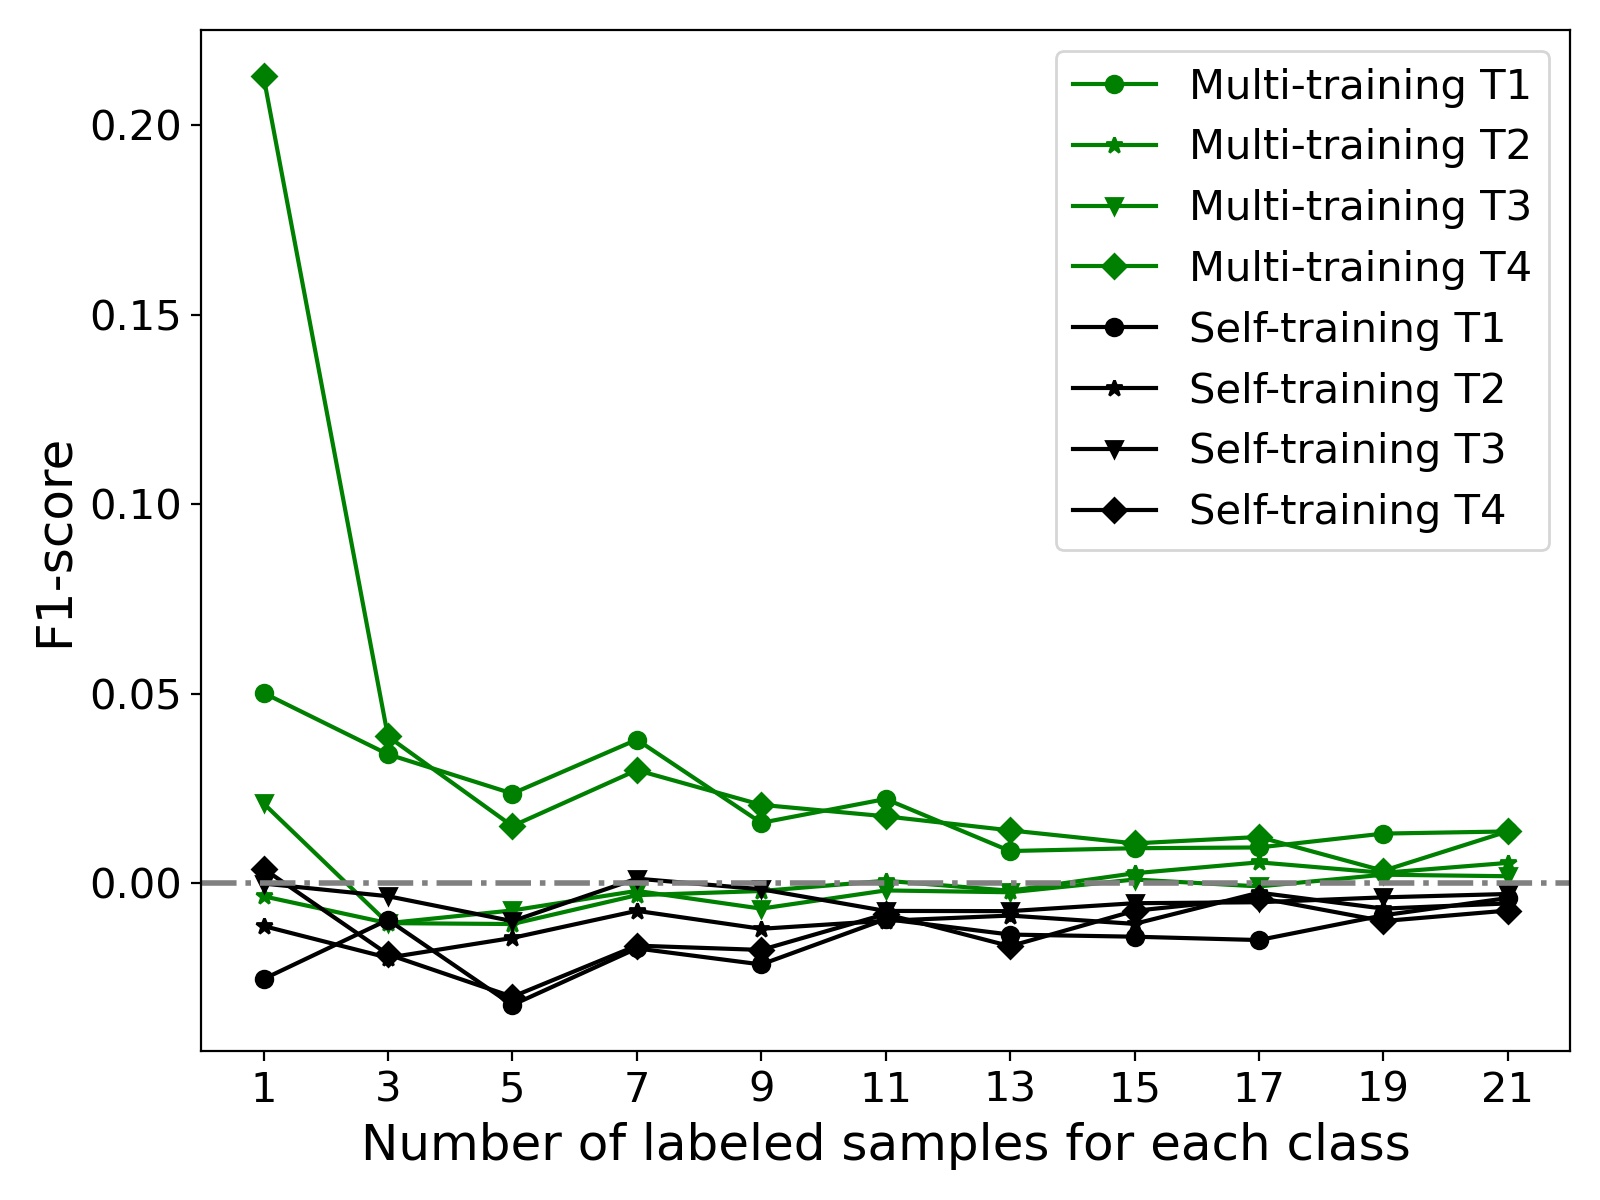 0.20
0.15
0.10
0.05
0.00
F1-score
Multi-training T1
Multi-training T2
Multi-training T3
Multi-training T4
Self-training T1
Self-training T2
Self-training T3
Self-training T4
1 3 5 7 9 11 13 15 17 19 21
Number of labeled samples for each class